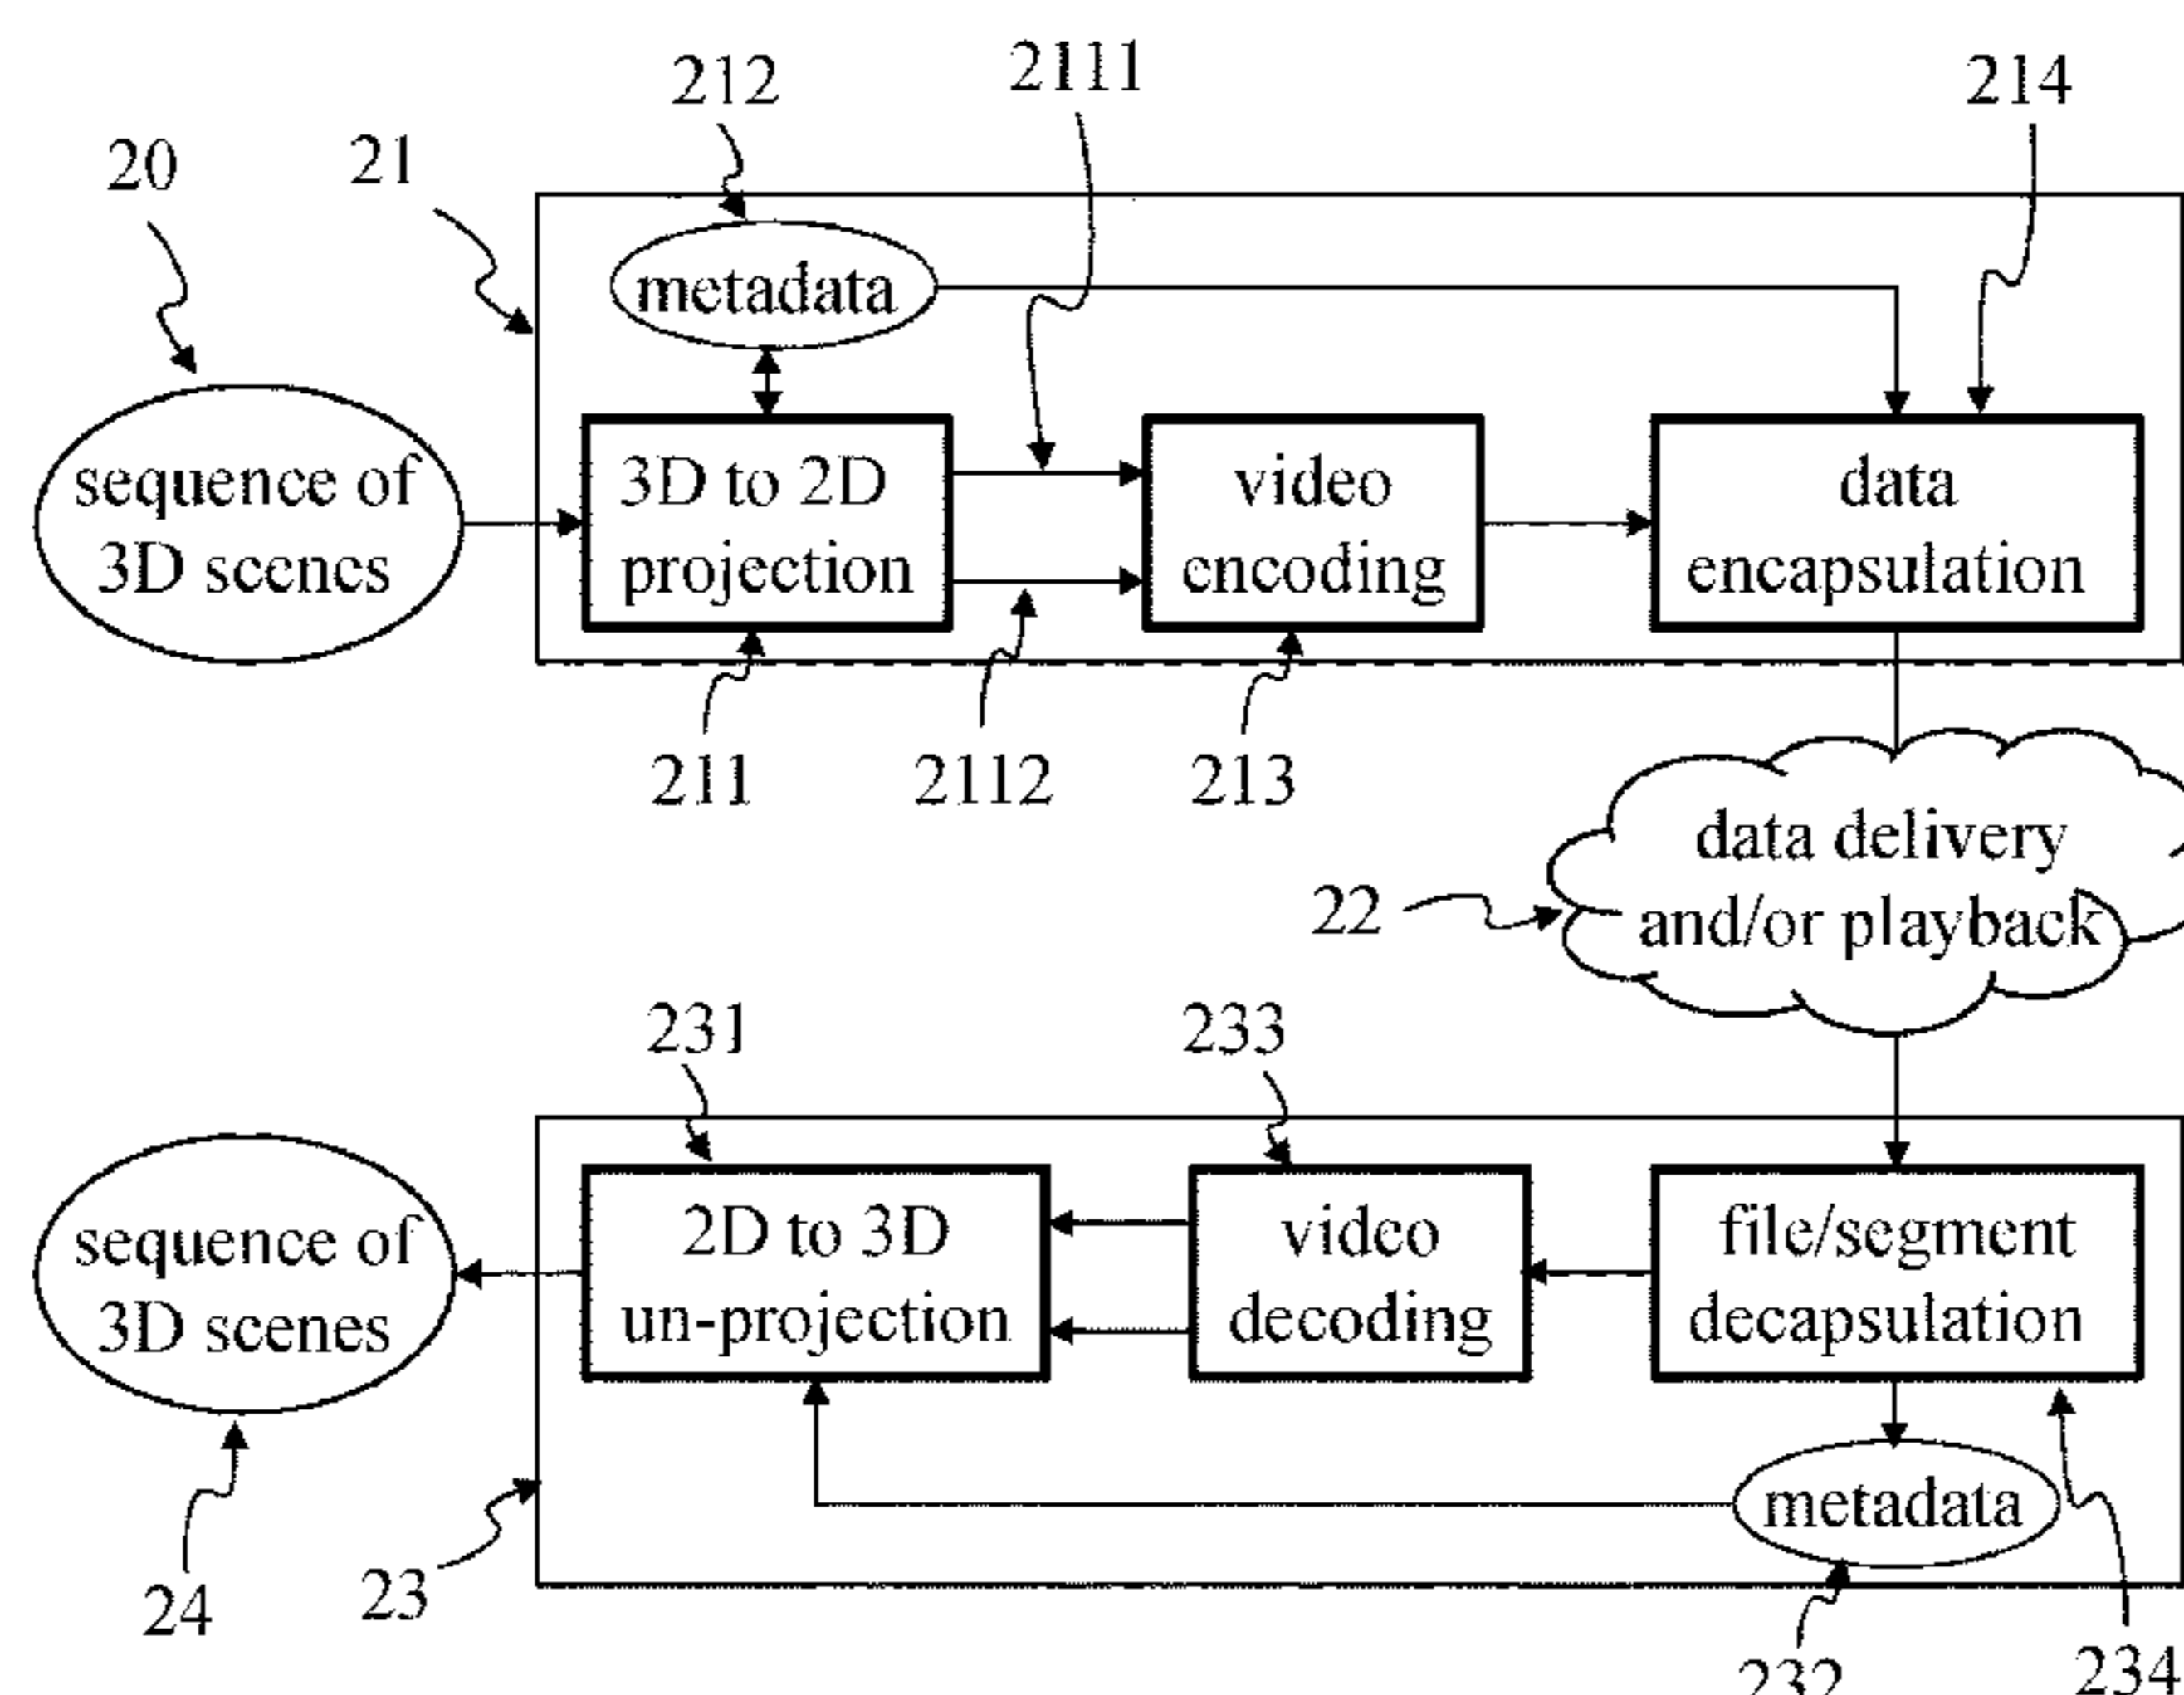 212
2111
214
20
21
metadata
sequence of
3D scenes
3D to 2D
projection
video
encoding
data
encapsulation
211
2112
213
data delivery
and/or playback
22
231
233
sequence of
3D scenes
2D to 3D
un-projection
video
decoding
file/segment
decapsulation
metadata
24
23
232
234